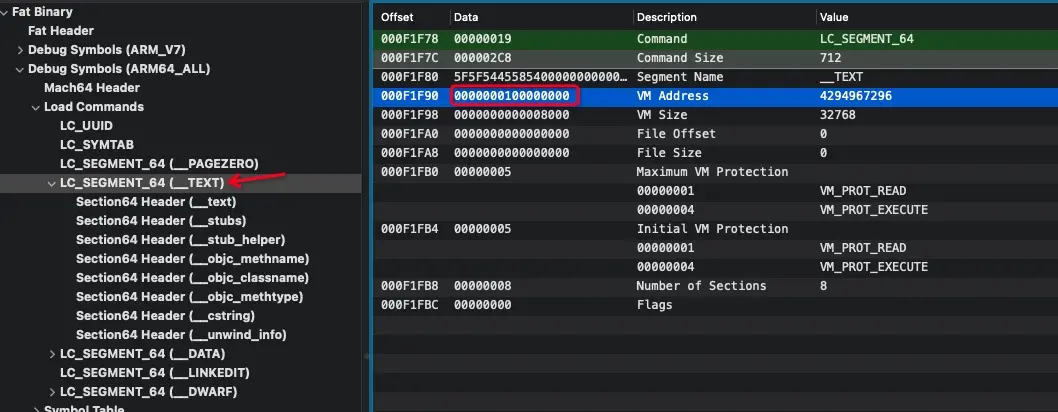 Fat Binary
Fat Header
Debug Symbols (ARM_V7)
Debug Symbols (ARM64_ALL)
Mach64 Header
Load Commands
LC_UUID
LC_SYMTAB
LC_SEGMENT_64 (__PAGEZERO)
LC_SEGMENT_64 (__TEXT)
Section64 Header (__text)
Section64 Header (__stubs)
Section64 Header (__stub_helper)
Section64 Header (__objc_methname)
Section64 Header (__objc_classname)
Section64 Header (__objc_methtype)
Section64 Header (__cstring)
Section64 Header (__unwind_info)
LC_SEGMENT_64 (__DATA)
LC_SEGMENT_64 (__LINKEDIT)
LC_SEGMENT_64 (__DWARF)
Symbol Table
Offset Data Description Value
000F1F78 00000019 Command LC_SEGMENT_64
000F1F7C 000002C8 Command Size 712
000F1F80 5F5F5445585400000000000... Segment Name __TEXT
000F1F90 0000000100000000 VM Address 4294967296
000F1F98 0000000000008000 VM Size 32768
000F1FA0 0000000000000000 File Offset 0
000F1FA8 0000000000000000 File Size 0
000F1FB0 00000005 Maximum VM Protection
00000001 VM_PROT_READ
00000004 VM_PROT_EXECUTE
000F1FB4 00000005 Initial VM Protection
00000001 VM_PROT_READ
00000004 VM_PROT_EXECUTE
000F1FB8 00000008 Number of Sections 8
000F1FBC 00000000 Flags